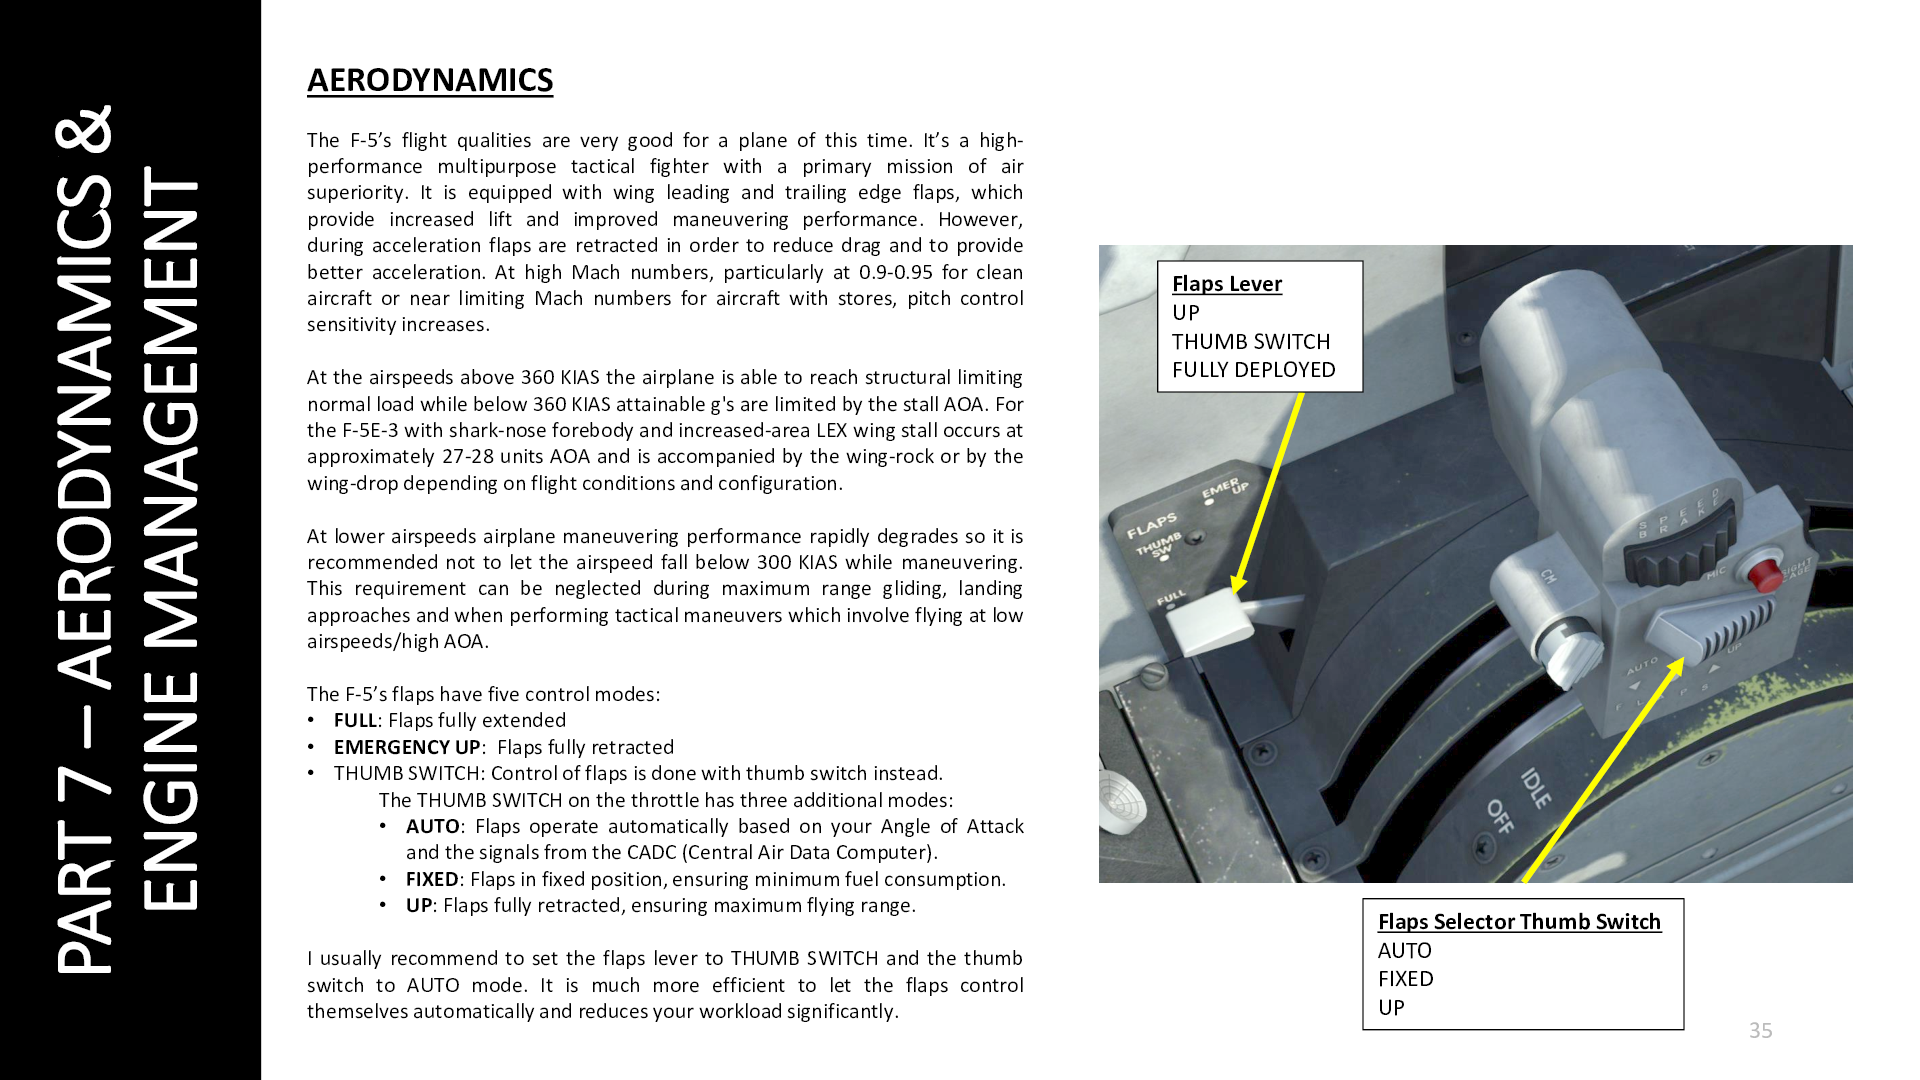 PART 7 – AERODYNAMICS &
ENGINE MANAGEMENT
AERODYNAMICS
The F-5’s flight qualities are very good for a plane of this time. It’s a high-
performance multipurpose tactical fighter with a primary mission of air
superiority. It is equipped with wing leading and trailing edge flaps, which
provide increased lift and improved maneuvering performance. However,
during acceleration flaps are retracted in order to reduce drag and to provide
better acceleration. At high Mach numbers, particularly at 0.9-0.95 for clean
aircraft or near limiting Mach numbers for aircraft with stores, pitch control
sensitivity increases.
At the airspeeds above 360 KIAS the airplane is able to reach structural limiting
normal load while below 360 KIAS attainable g's are limited by the stall AOA. For
the F-5E-3 with shark-nose forebody and increased-area LEX wing stall occurs at
approximately 27-28 units AOA and is accompanied by the wing-rock or by the
wing-drop depending on flight conditions and configuration.
At lower airspeeds airplane maneuvering performance rapidly degrades so it is
recommended not to let the airspeed fall below 300 KIAS while maneuvering.
This requirement can be neglected during maximum range gliding, landing
approaches and when performing tactical maneuvers which involve flying at low
airspeeds/high AOA.
The F-5’s flaps have five control modes:
• FULL: Flaps fully extended
• EMERGENCY UP: Flaps fully retracted
• THUMB SWITCH: Control of flaps is done with thumb switch instead.
The THUMB SWITCH on the throttle has three additional modes:
• AUTO: Flaps operate automatically based on your Angle of Attack
and the signals from the CADC (Central Air Data Computer).
• FIXED: Flaps in fixed position, ensuring minimum fuel consumption.
• UP: Flaps fully retracted, ensuring maximum flying range.
I usually recommend to set the flaps lever to THUMB SWITCH and the thumb
switch to AUTO mode. It is much more efficient to let the flaps control
themselves automatically and reduces your workload significantly.
Flaps Lever
UP
THUMB SWITCH
FULLY DEPLOYED
EMER
UP
FLAPS
THUMB
SW
FULL
SPEED
BRAKE
CM
MIC
AUTO
UP
FLAPS
IDLE
OFF
Flaps Selector Thumb Switch
AUTO
FIXED
UP
35